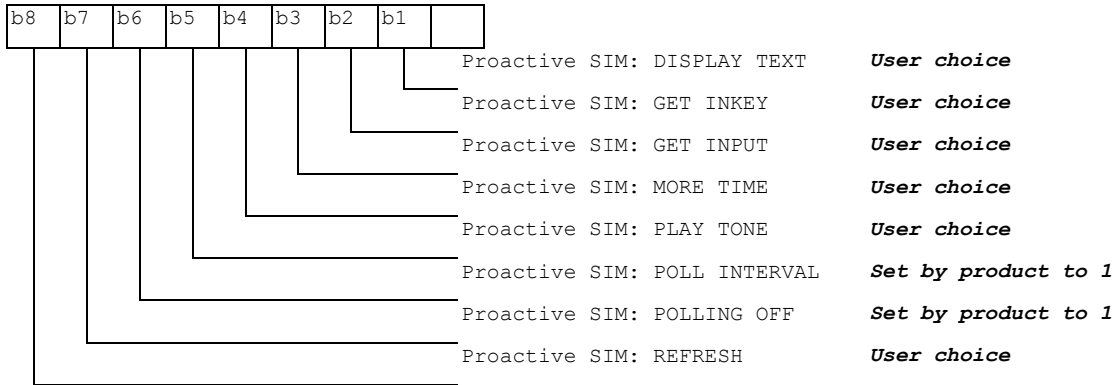 b8 b7 b6 b5 b4 b3 b2 b1
Proactive SIM: DISPLAY TEXT User choice
Proactive SIM: GET INKEY User choice
Proactive SIM: GET INPUT User choice
Proactive SIM: MORE TIME User choice
Proactive SIM: PLAY TONE User choice
Proactive SIM: POLL INTERVAL Set by product to 1
Proactive SIM: POLLING OFF Set by product to 1
Proactive SIM: REFRESH User choice